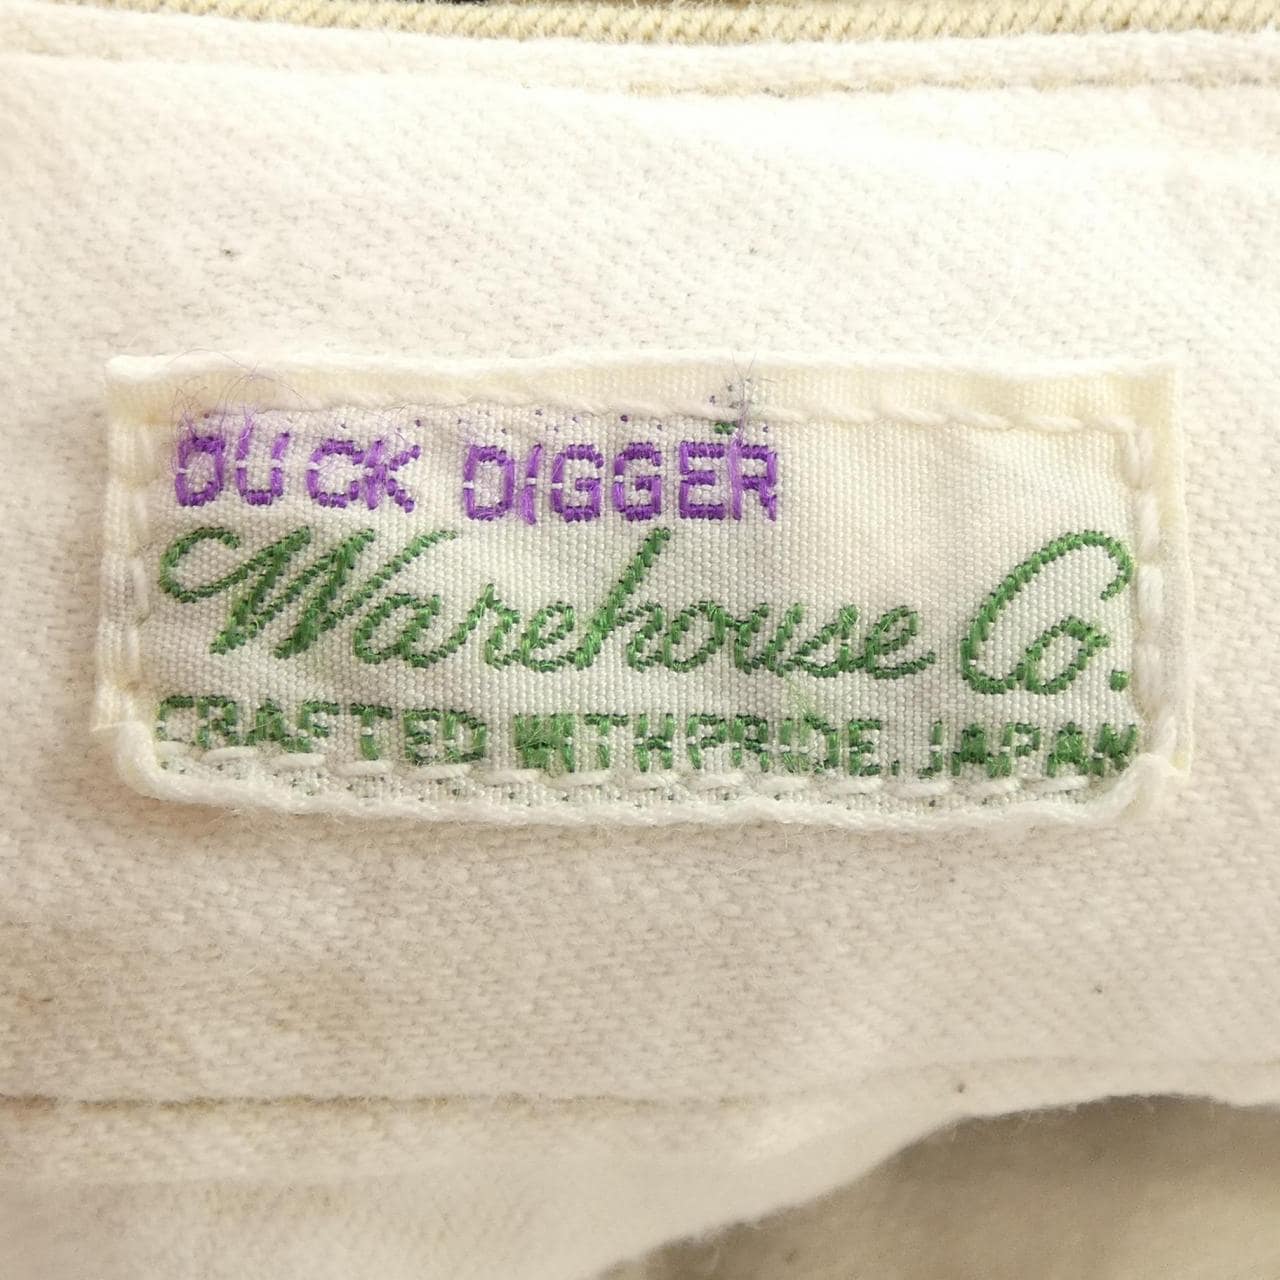 DUCK DIGGER
Warehouse Co.
CRAFTED WITH PRIDE. JAPAN